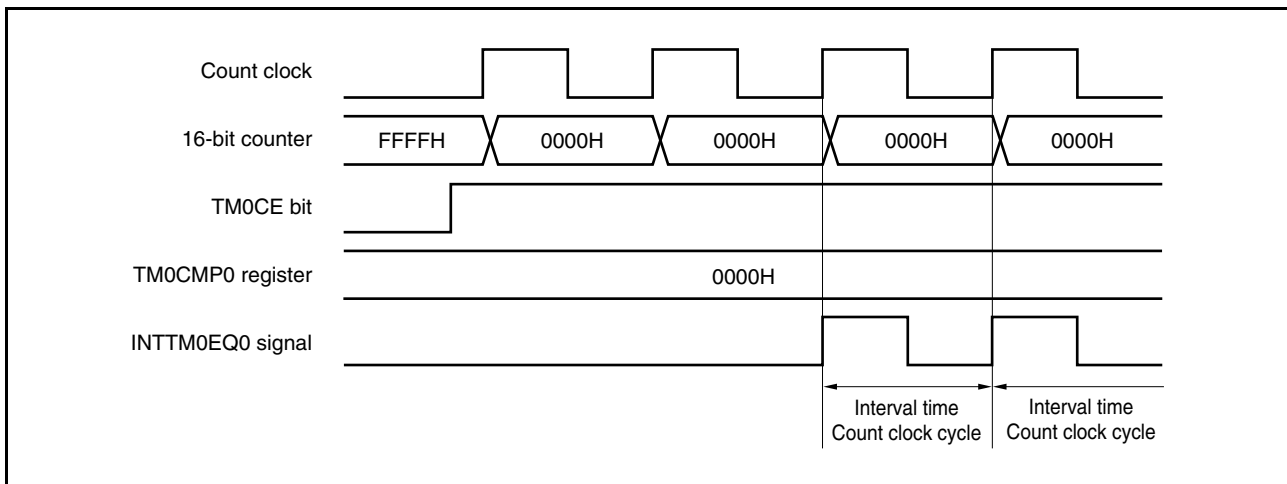 Count clock
16-bit counter
FFFFH
0000H
0000H
0000H
0000H
TM0CE bit
TM0CMP0 register
0000H
INTTM0EQ0 signal
Interval time
Count clock cycle
Interval time
Count clock cycle